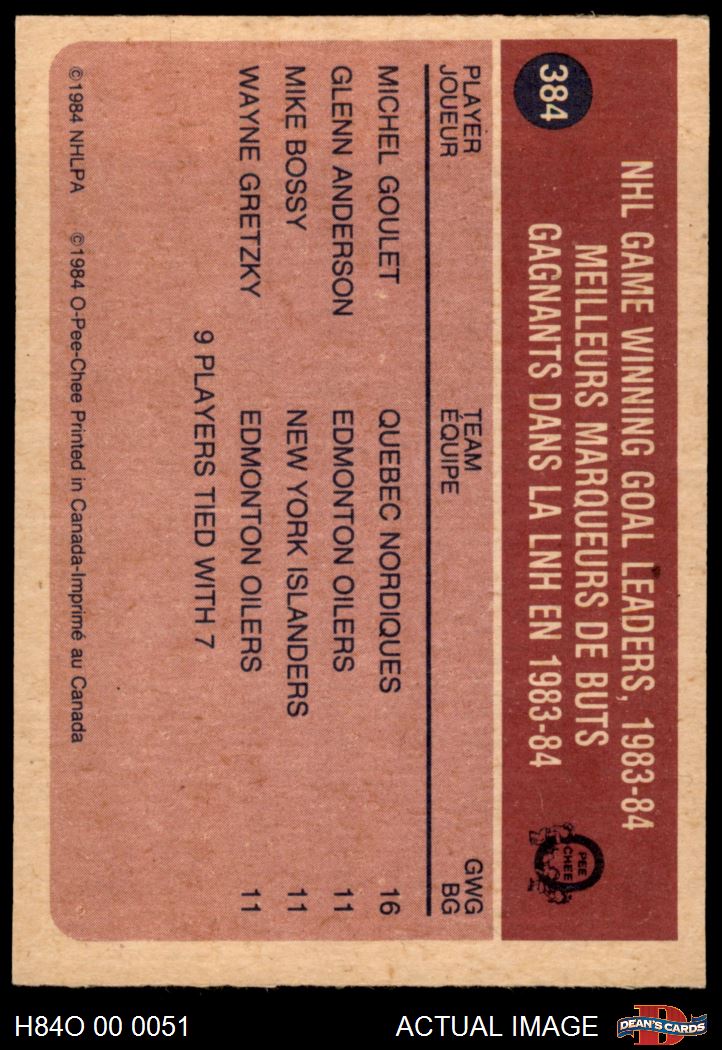 384
NHL GAME WINNING GOAL LEADERS, 1983-84
MEILLEURS MARQUEURS DE BUTS
GAGNANTS DANS LA LNH EN 1983-84
PEE
CHEE
PLAYER TEAM GWG
JOUEUR ÉQUIPE BG
MICHEL GOULET QUEBEC NORDIQUES 16
GLENN ANDERSON EDMONTON OILERS 11
MIKE BOSSY NEW YORK ISLANDERS 11
WAYNE GRETZKY EDMONTON OILERS 11
9 PLAYERS TIED WITH 7
©1984 NHLPA ©1984 O-Pee-Chee Printed in Canada-Imprimé au Canada
H84O 00 0051 ACTUAL IMAGE
D
DEAN'S CARDS